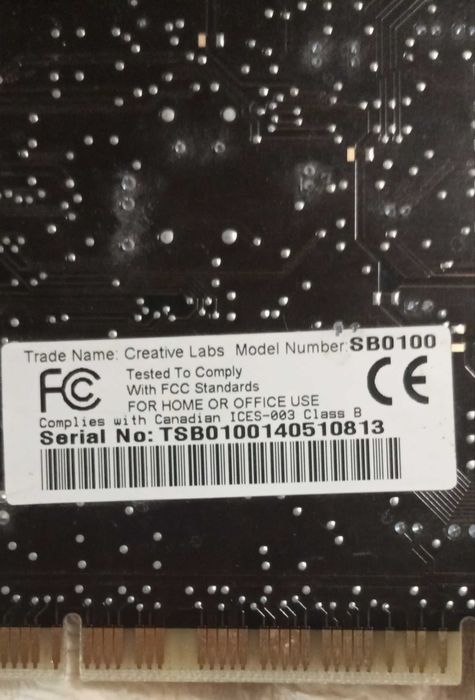 Trade Name: Creative Labs Model Number: SB0100
FC CE
Tested To Comply
With FCC Standards
FOR HOME OR OFFICE USE
Complies with Canadian ICES-003 Class B
Serial No: TSB0100140510813